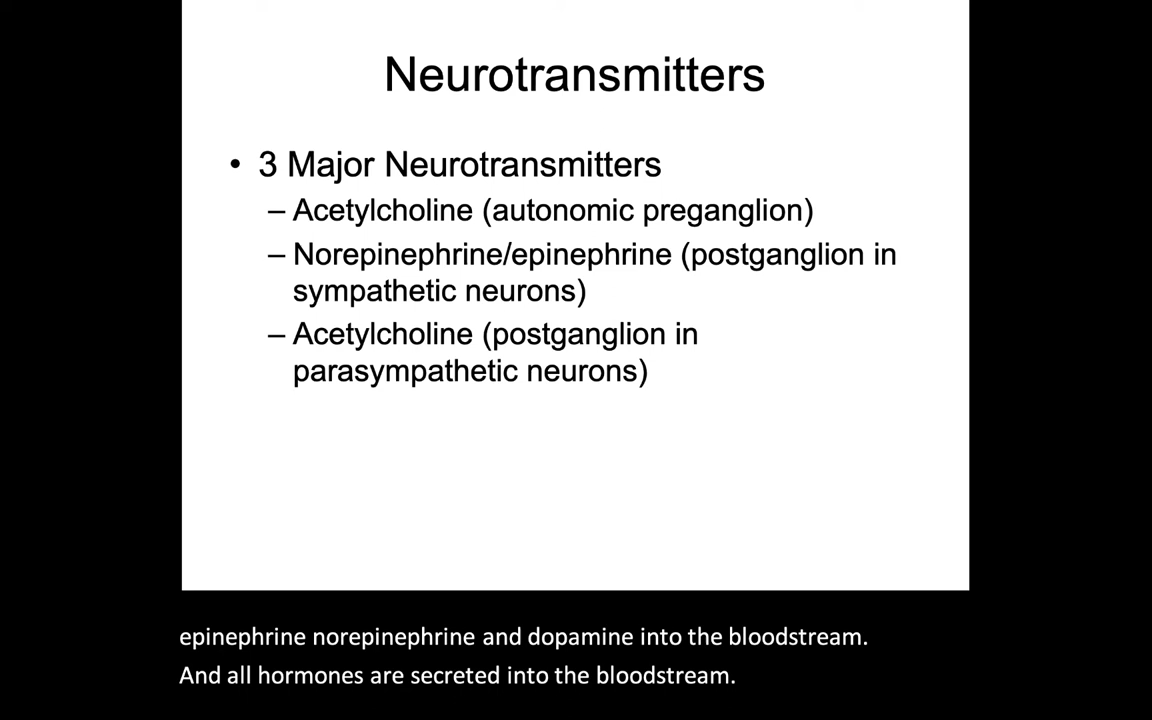 Neurotransmitters
• 3 Major Neurotransmitters
– Acetylcholine (autonomic preganglion)
– Norepinephrine/epinephrine (postganglion in
sympathetic neurons)
– Acetylcholine (postganglion in
parasympathetic neurons)
epinephrine norepinephrine and dopamine into the bloodstream.
And all hormones are secreted into the bloodstream.